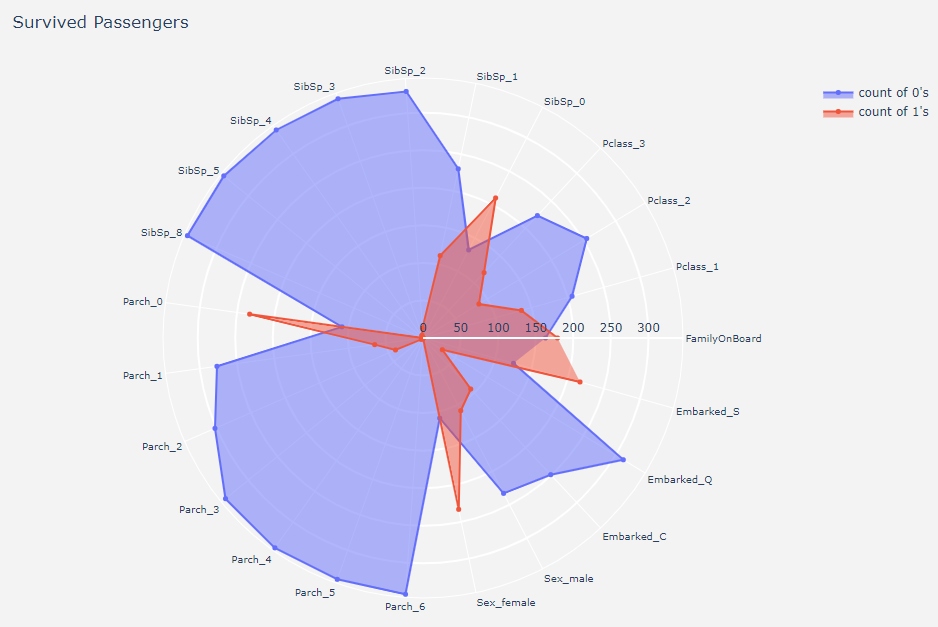 Survived Passengers
count of 0's
count of 1's
SibSp_2
SibSp_1
SibSp_3
SibSp_0
SibSp_4
Pclass_3
SibSp_5
Pclass_2
SibSp_8
Pclass_1
Parch_0
0 50 100 150 200 250 300
FamilyOnBoard
Parch_1
Embarked_S
Parch_2
Embarked_Q
Parch_3
Embarked_C
Parch_4
Sex_male
Parch_5
Sex_female
Parch_6